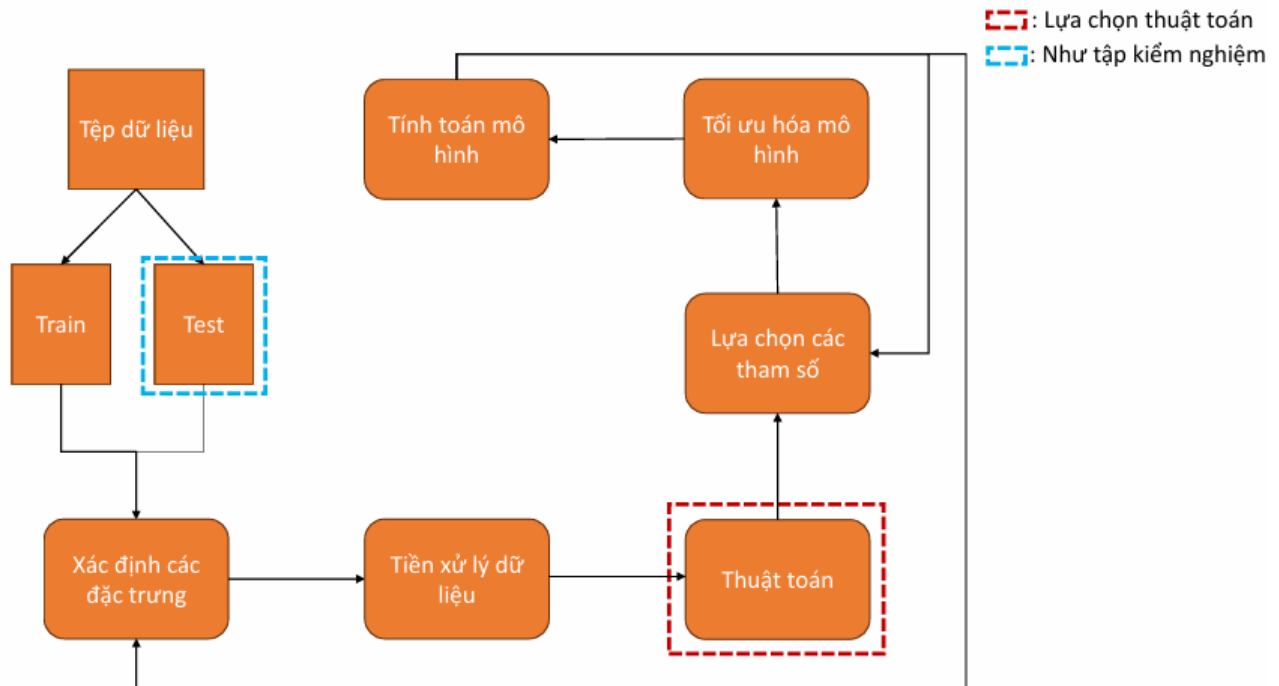 : Lựa chọn thuật toán
: Như tập kiểm nghiệm
Tệp dữ liệu
Tính toán mô
hình
Tối ưu hóa mô
hình
Train
Test
Lựa chọn các
tham số
Xác định các
đặc trưng
Tiền xử lý dữ
liệu
Thuật toán